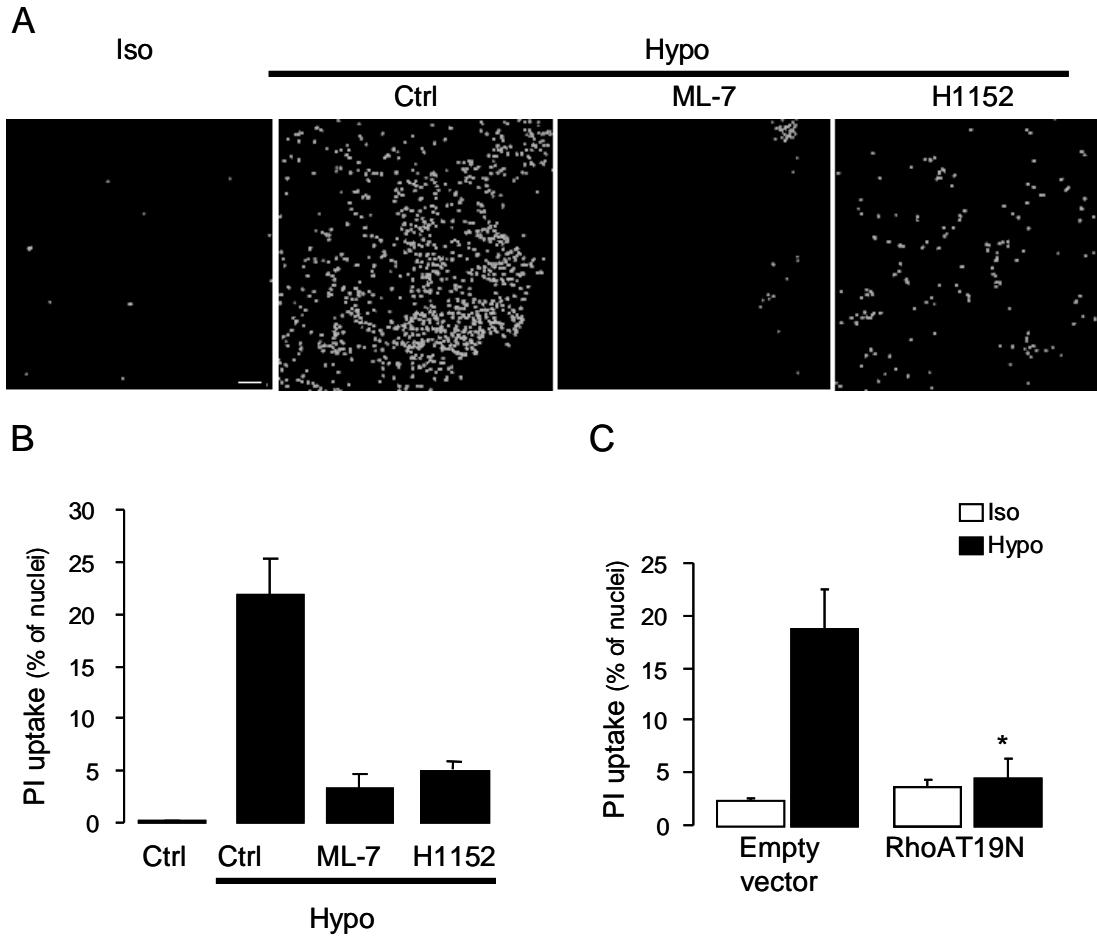 A
Iso
Hypo
Ctrl
ML-7
H1152
B
PI uptake (% of nuclei)
30
25
20
15
10
5
0
Ctrl
Ctrl
ML-7
H1152
Hypo
C
Iso
Hypo
PI uptake (% of nuclei)
25
20
15
10
5
0
*
Empty
vector
RhoAT19N